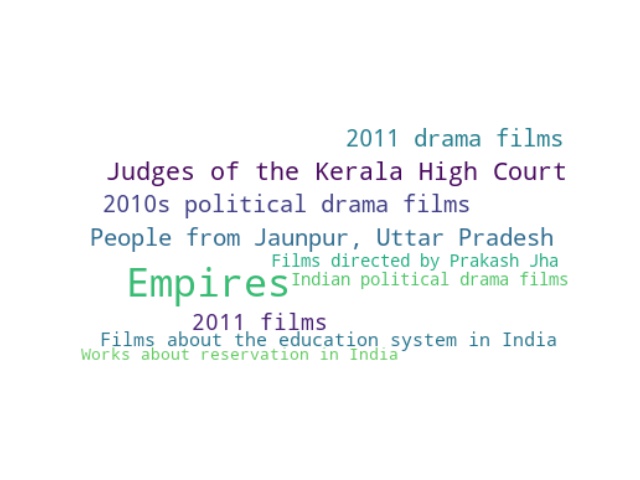 2011 drama films
Judges of the Kerala High Court
2010s political drama films
People from Jaunpur, Uttar Pradesh
Films directed by Prakash Jha
Empires
Indian political drama films
2011 films
Films about the education system in India
Works about reservation in India